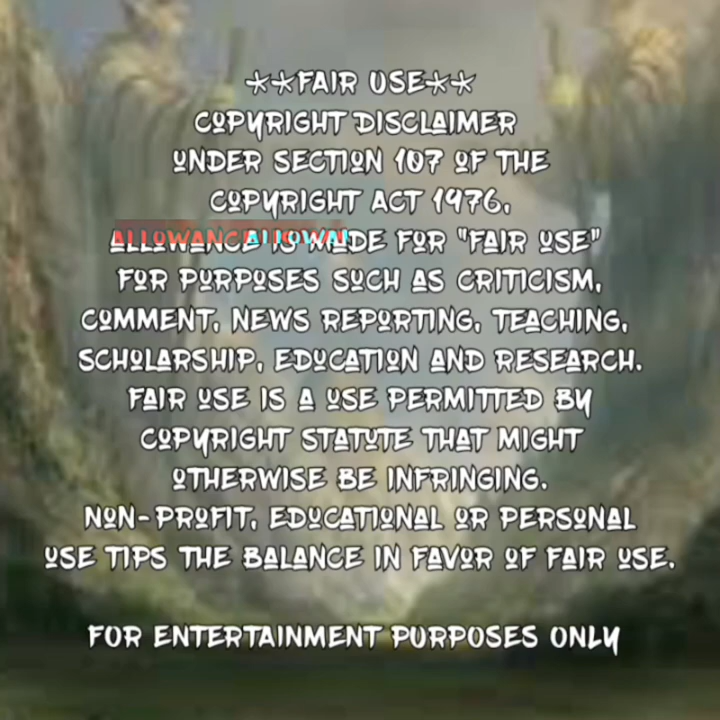 **FAIR USE**
COPYRIGHT DISCLAIMER
UNDER SECTION 107 OF THE
COPYRIGHT ACT 1976,
ALLOWANCE IS MADE FOR "FAIR USE"
FOR PURPOSES SUCH AS CRITICISM,
COMMENT, NEWS REPORTING, TEACHING,
SCHOLARSHIP, EDUCATION AND RESEARCH.
FAIR USE IS A USE PERMITTED BY
COPYRIGHT STATUTE THAT MIGHT
OTHERWISE BE INFRINGING.
NON-PROFIT, EDUCATIONAL OR PERSONAL
USE TIPS THE BALANCE IN FAVOR OF FAIR USE.
FOR ENTERTAINMENT PURPOSES ONLY